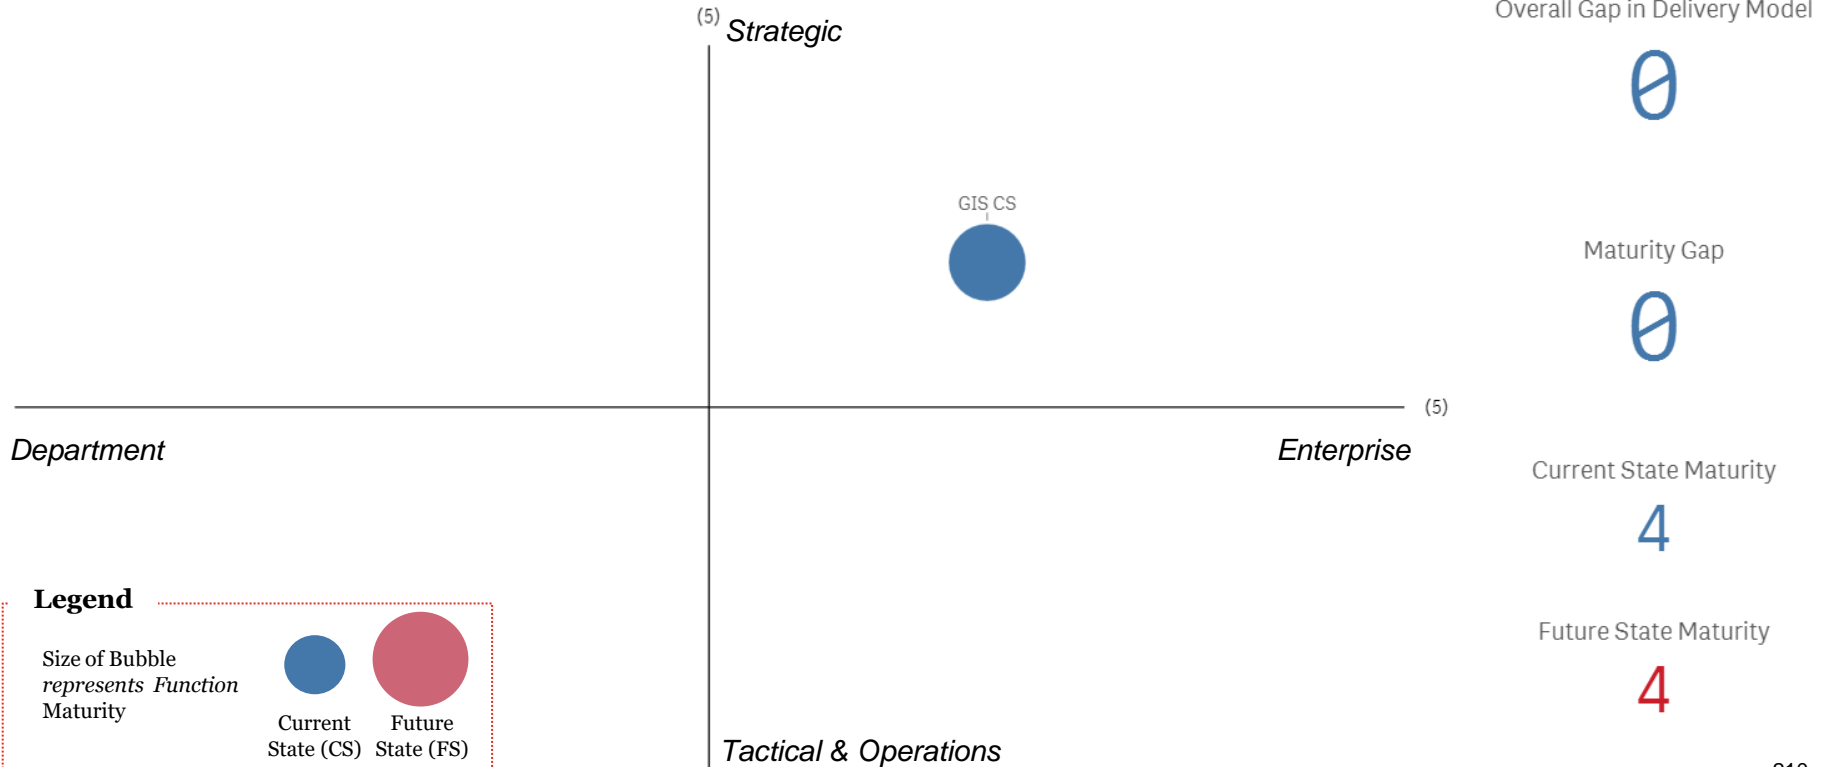 (5) Strategic
Overall Gap in Delivery Model
0
GIS CS
Maturity Gap
0
(5)
Department
Enterprise
Current State Maturity
4
Legend
Size of Bubble
represents Function
Maturity
Current
State (CS)
Future
State (FS)
Future State Maturity
4
Tactical & Operations